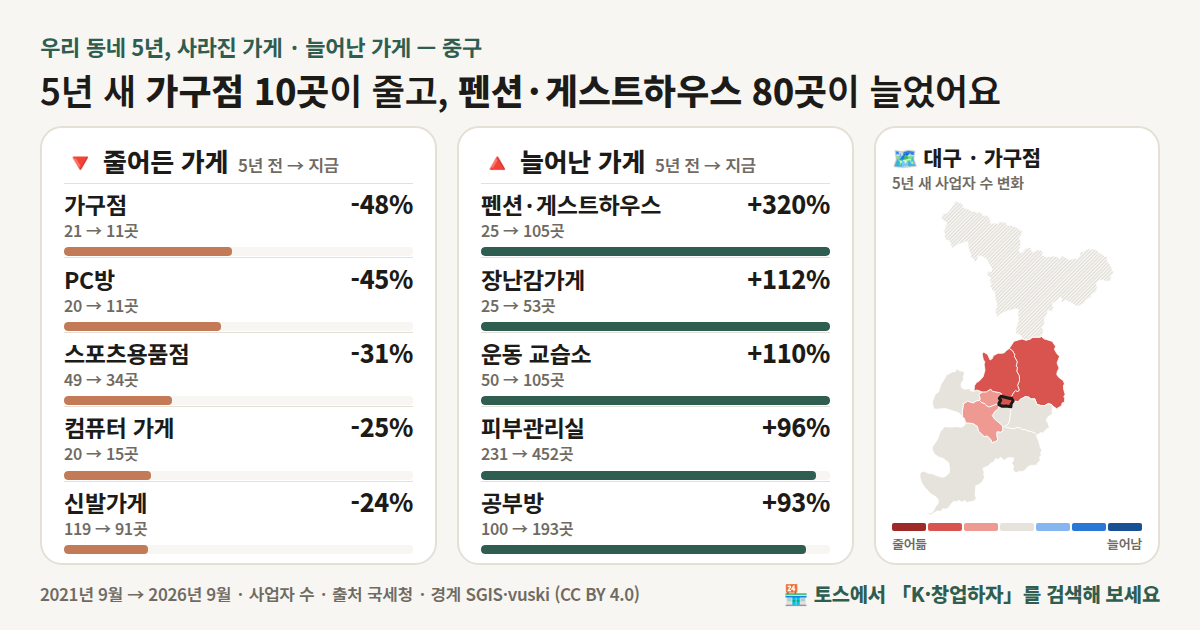 우리 동네 5년, 사라진 가게 · 늘어난 가게 — 중구
5년 새 가구점 10곳이 줄고, 펜션·게스트하우스 80곳이 늘었어요
줄어든 가게 5년 전 → 지금
가구점 -48%
21 → 11곳
PC방 -45%
20 → 11곳
스포츠용품점 -31%
49 → 34곳
컴퓨터 가게 -25%
20 → 15곳
신발가게 -24%
119 → 91곳
늘어난 가게 5년 전 → 지금
펜션·게스트하우스 +320%
25 → 105곳
장난감가게 +112%
25 → 53곳
운동 교습소 +110%
50 → 105곳
피부관리실 +96%
231 → 452곳
공부방 +93%
100 → 193곳
대구 · 가구점
5년 새 사업자 수 변화
줄어듦 늘어남
2021년 9월 → 2026년 9월 · 사업자 수 · 출처 국세청 · 경계 SGIS·vuski (CC BY 4.0)
토스에서 「K·창업하자」를 검색해 보세요